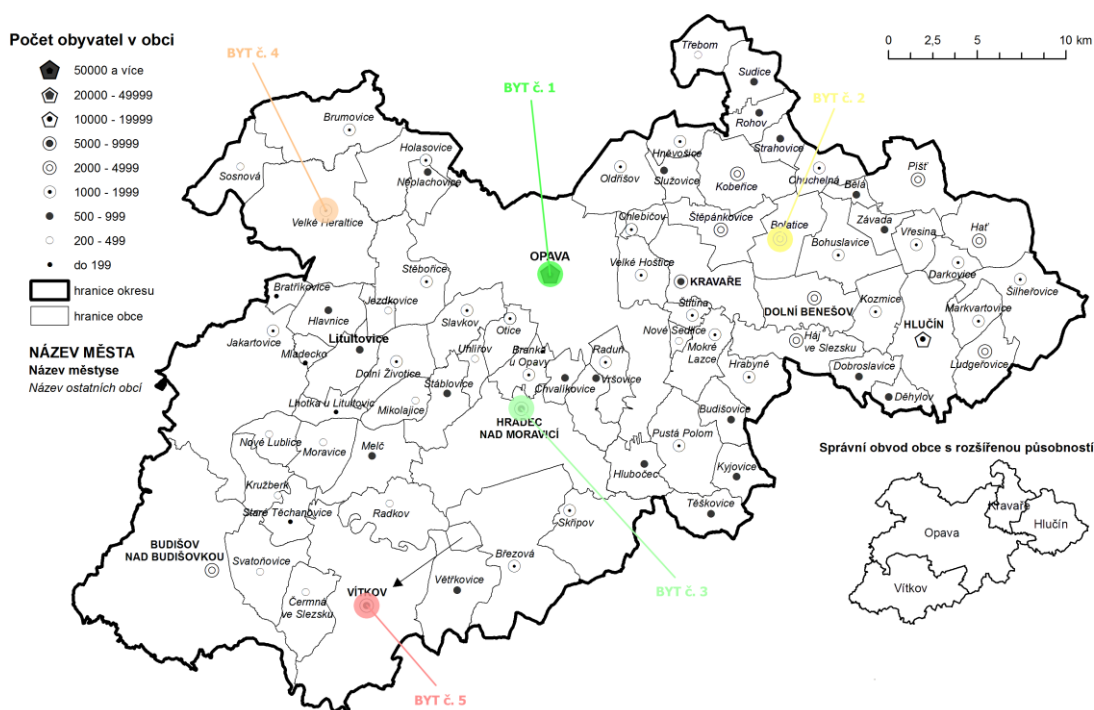 Počet obyvatel v obci
50000 a více
20000 - 49999
10000 - 19999
5000 - 9999
2000 - 4999
1000 - 1999
500 - 999
200 - 499
do 199
hranice okresu
hranice obce
NÁZEV MĚSTA
Název městyse
Název ostatních obcí
0 2,5 5 10 km
BYT č. 4
BYT č. 1
BYT č. 2
Třebom
Sudice
Rohov
Strahovice
Brumovice
Holasovice
Neplachovice
Sosnová
Velké Heraltice
Hněvošice
Oldřišov
Služovice
Kobeřice
Chuchelná
Bělá
Píšť
Chlebičov
Štěpánkovice
Bolatice
Závada
Vřesina
Hať
Bohuslavice
OPAVA
Velké Hoštice
KRAVAŘE
Darkovice
Šilheřovice
Stěbořice
Bratříkovice
Jezdkovice
Hlavnice
Štítina
DOLNÍ BENEŠOV
Kozmice
HLUČÍN
Markvartovice
Slavkov
Otice
Nové Sedlice
Jakartovice
Litultovice
Mladecko
Uhlířov
Branka
u Opavy
Raduň
Mokré
Lazce
Háj
ve Slezsku
Ludgeřovice
Dolní Životice
Stáblovice
Chvalíkovice
Vršovice
Hrabyně
Dobroslavice
Děhylov
Lhotka u Litultovic
Mikolajice
HRADEC
NAD MORAVICÍ
Budišovice
Nové Lublice
Moravice
Melč
Pustá Polom
Hlubočec
Kyjovice
Kružberk
Staré Těchanovice
Radkov
Skřipov
Těškovice
BUDIŠOV
NAD BUDIŠOVKOU
Svatoňovice
Březová
VÍTKOV
Větřkovice
Čermná
ve Slezsku
BYT č. 3
BYT č. 5
Správní obvod obce s rozšířenou působností
Kravaře
Opava
Hlučín
Vítkov